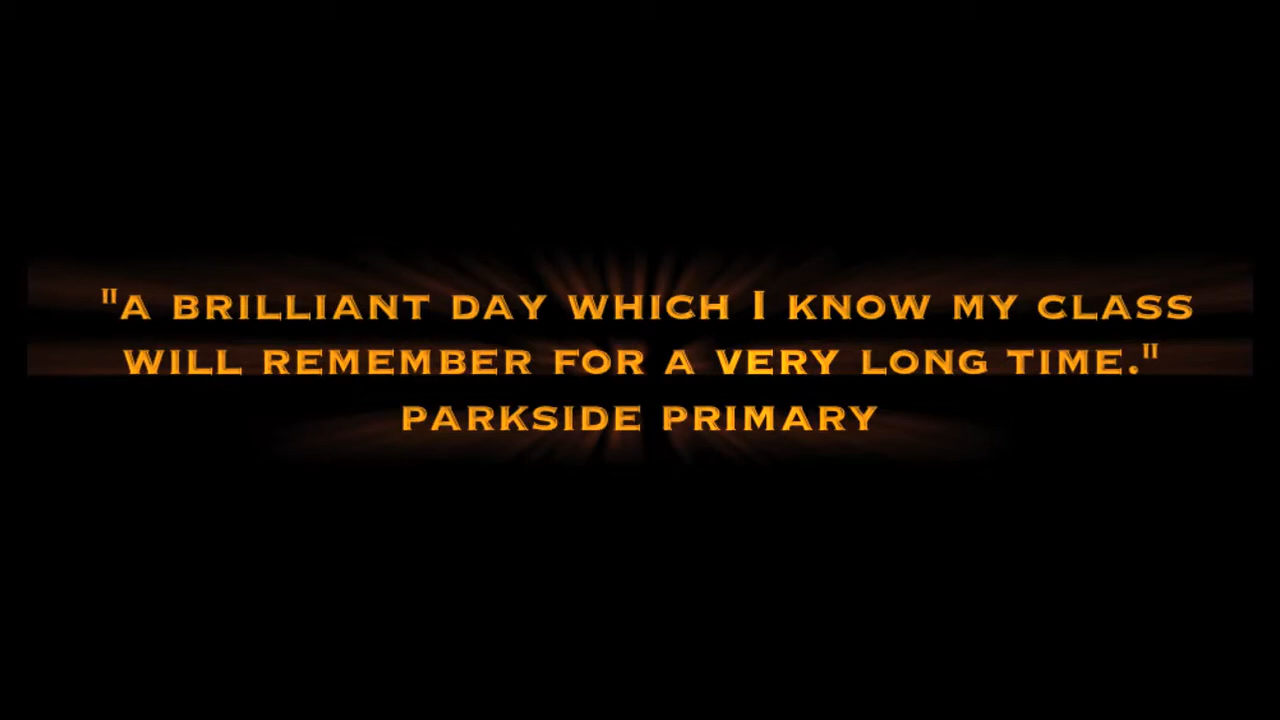 "A BRILLIANT DAY WHICH I KNOW MY CLASS
WILL REMEMBER FOR A VERY LONG TIME."
PARKSIDE PRIMARY